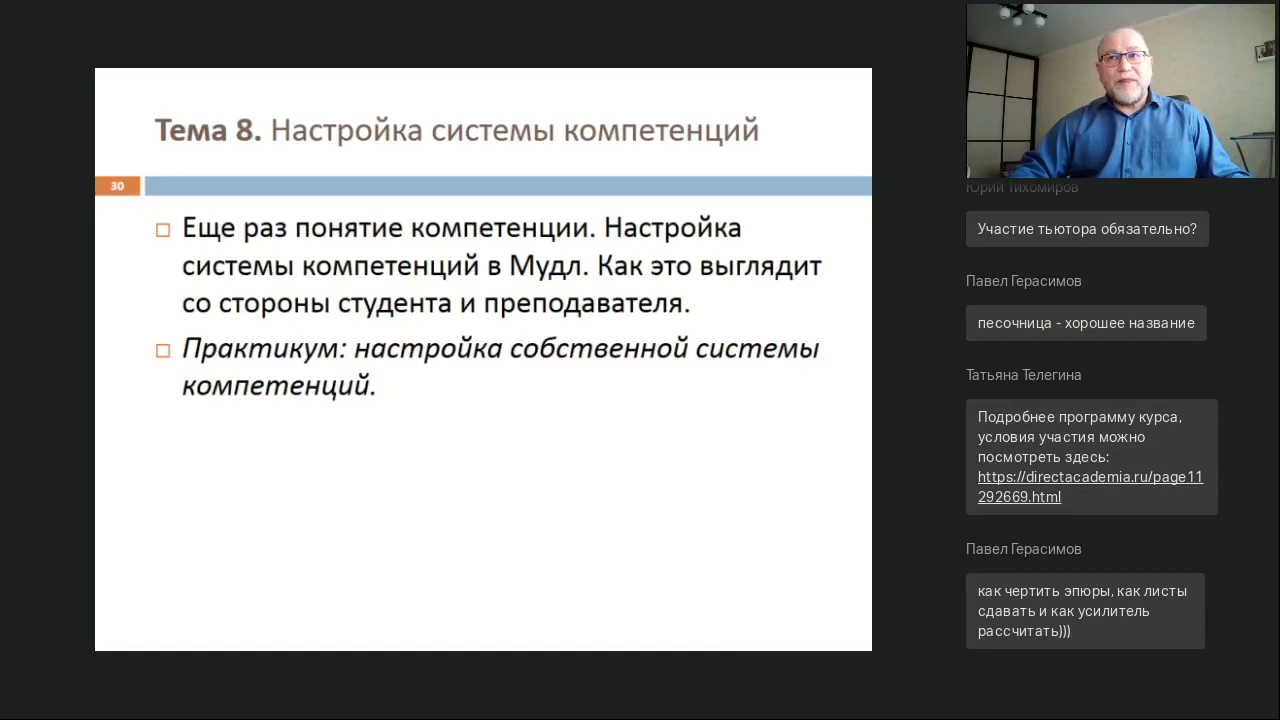 Тема 8. Настройка системы компетенций
30
Еще раз понятие компетенции. Настройка
системы компетенций в Мудл. Как это выглядит
со стороны студента и преподавателя.
Практикум: настройка собственной системы
компетенций.
Юрий Тихомиров
Участие тьютора обязательно?
Павел Герасимов
песочница - хорошее название
Татьяна Телегина
Подробнее программу курса,
условия участия можно
посмотреть здесь:
https://directacademia.ru/page11
292669.html
Павел Герасимов
как чертить эпюры, как листы
сдавать и как усилитель
рассчитать)))